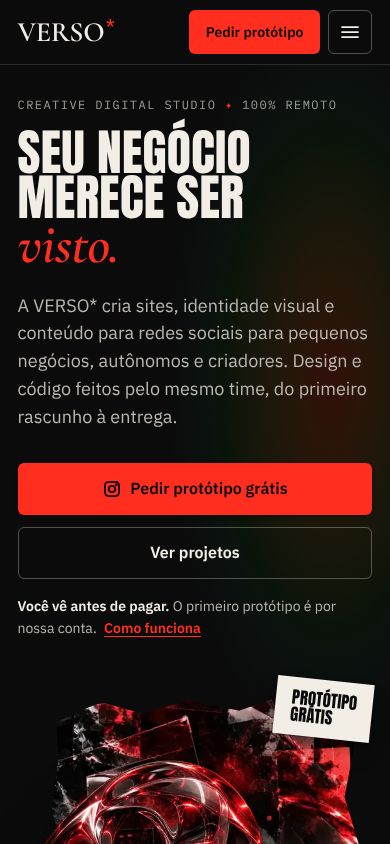 VERSO*
Pedir protótipo
CREATIVE DIGITAL STUDIO ✦ 100% REMOTO
SEU NEGÓCIO
MERECE SER
visto.
A VERSO* cria sites, identidade visual e
conteúdo para redes sociais para pequenos
negócios, autônomos e criadores. Design e
código feitos pelo mesmo time, do primeiro
rascunho à entrega.
Pedir protótipo grátis
Ver projetos
Você vê antes de pagar. O primeiro protótipo é por
nossa conta. Como funciona
PROTÓTIPO
GRÁTIS